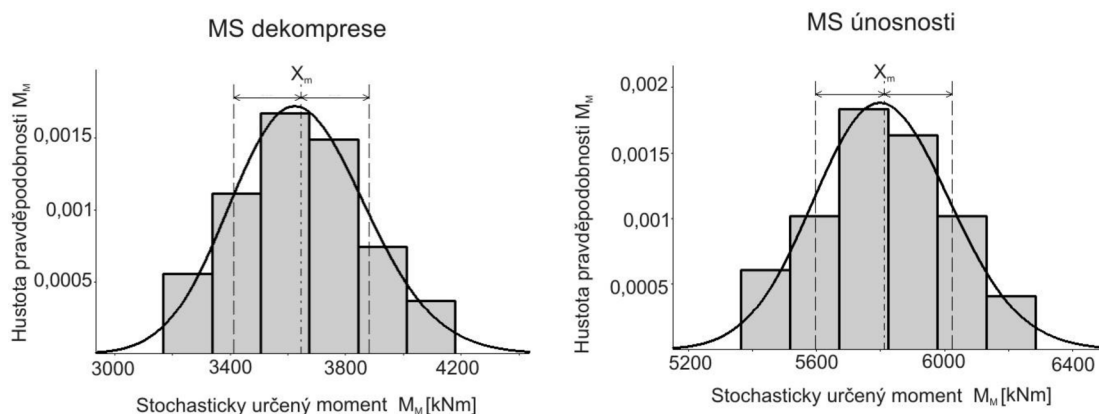 MS dekomprese
X_m
Hustota pravděpodobnosti M_M
0,0015
0,001
0,0005
3000 3400 3800 4200
Stochasticky určený moment M_M [kNm]
MS únosnosti
X_m
Hustota pravděpodobnosti M_M
0,002
0,0015
0,001
0,0005
5200 5600 6000 6400
Stochasticky určený moment M_M [kNm]